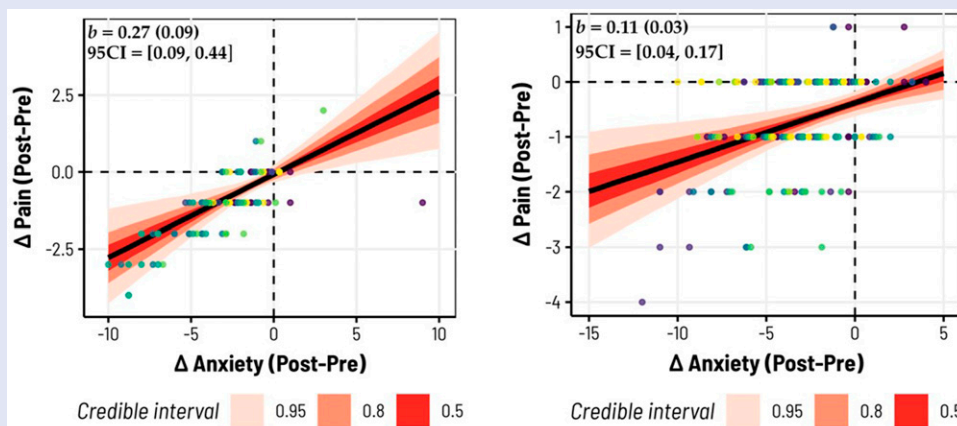 b = 0.27 (0.09)
95CI = [0.09, 0.44]
Δ Pain (Post-Pre)
2.5
0.0
-2.5
-10
-5
0
5
10
Δ Anxiety (Post-Pre)
Credible interval 0.95 0.8 0.5
b = 0.11 (0.03)
95CI = [0.04, 0.17]
Δ Pain (Post-Pre)
1
0
-1
-2
-3
-4
-15
-10
-5
0
5
Δ Anxiety (Post-Pre)
Credible interval 0.95 0.8 0.5